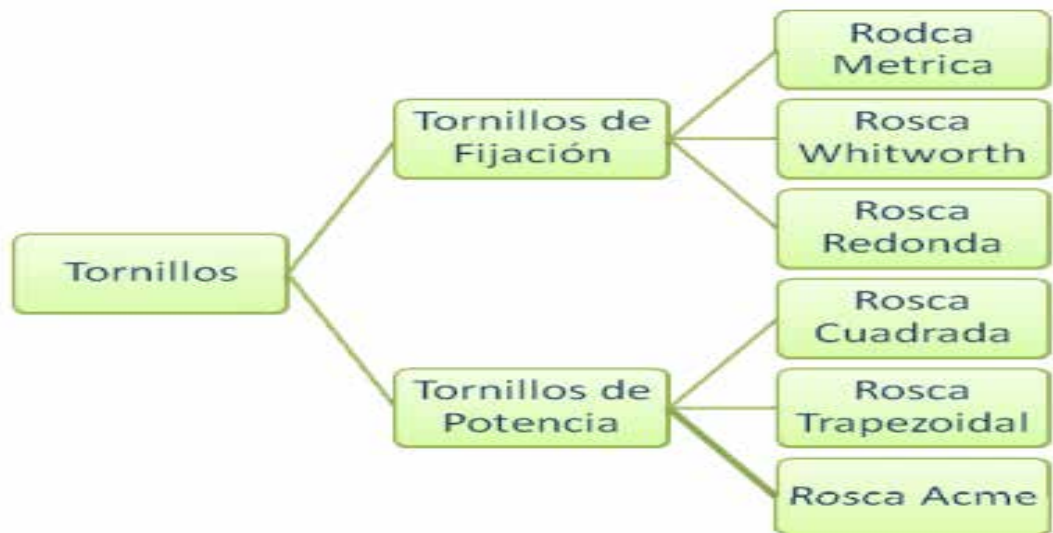 Tornillos
Tornillos de
Fijación
Rodca
Metrica
Rosca
Whitworth
Rosca
Redonda
Tornillos de
Potencia
Rosca
Cuadrada
Rosca
Trapezoidal
Rosca Acme